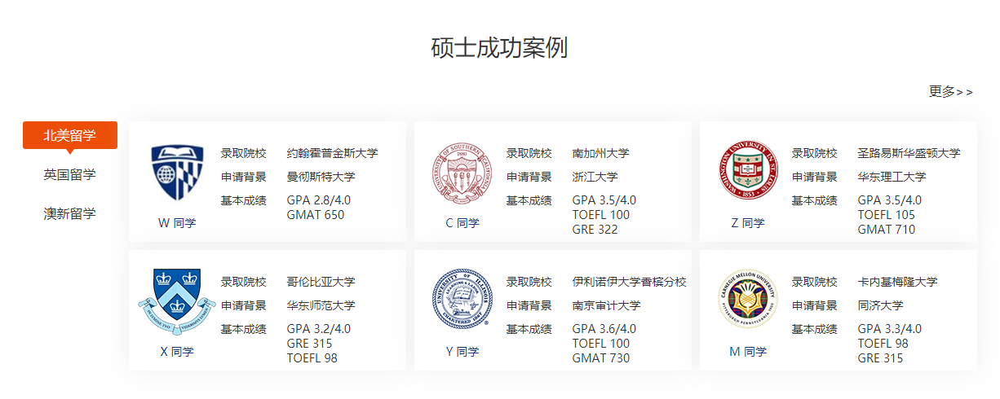 硕士成功案例
更多>>
北美留学
英国留学
澳新留学
录取院校 约翰霍普金斯大学
申请背景 曼彻斯特大学
基本成绩 GPA 2.8/4.0
GMAT 650
W 同学
UNIVERSITY OF SOUTHERN CALIFORNIA
1880
录取院校 南加州大学
申请背景 浙江大学
基本成绩 GPA 3.5/4.0
TOEFL 100
GRE 322
C 同学
WASHINGTON UNIVERSITY IN ST. LOUIS
1853
录取院校 圣路易斯华盛顿大学
申请背景 华东理工大学
基本成绩 GPA 3.5/4.0
TOEFL 105
GMAT 710
Z 同学
录取院校 哥伦比亚大学
申请背景 华东师范大学
基本成绩 GPA 3.2/4.0
GRE 315
TOEFL 98
X 同学
UNIVERSITY OF ILLINOIS
LEARNING & LABOR
CHARTERED 1867
®
录取院校 伊利诺伊大学香槟分校
申请背景 南京审计大学
基本成绩 GPA 3.6/4.0
TOEFL 100
GMAT 730
Y 同学
CARNEGIE MELLON UNIVERSITY
PITTSBURGH PENNSYLVANIA 1900
录取院校 卡内基梅隆大学
申请背景 同济大学
基本成绩 GPA 3.3/4.0
TOEFL 98
GRE 315
M 同学